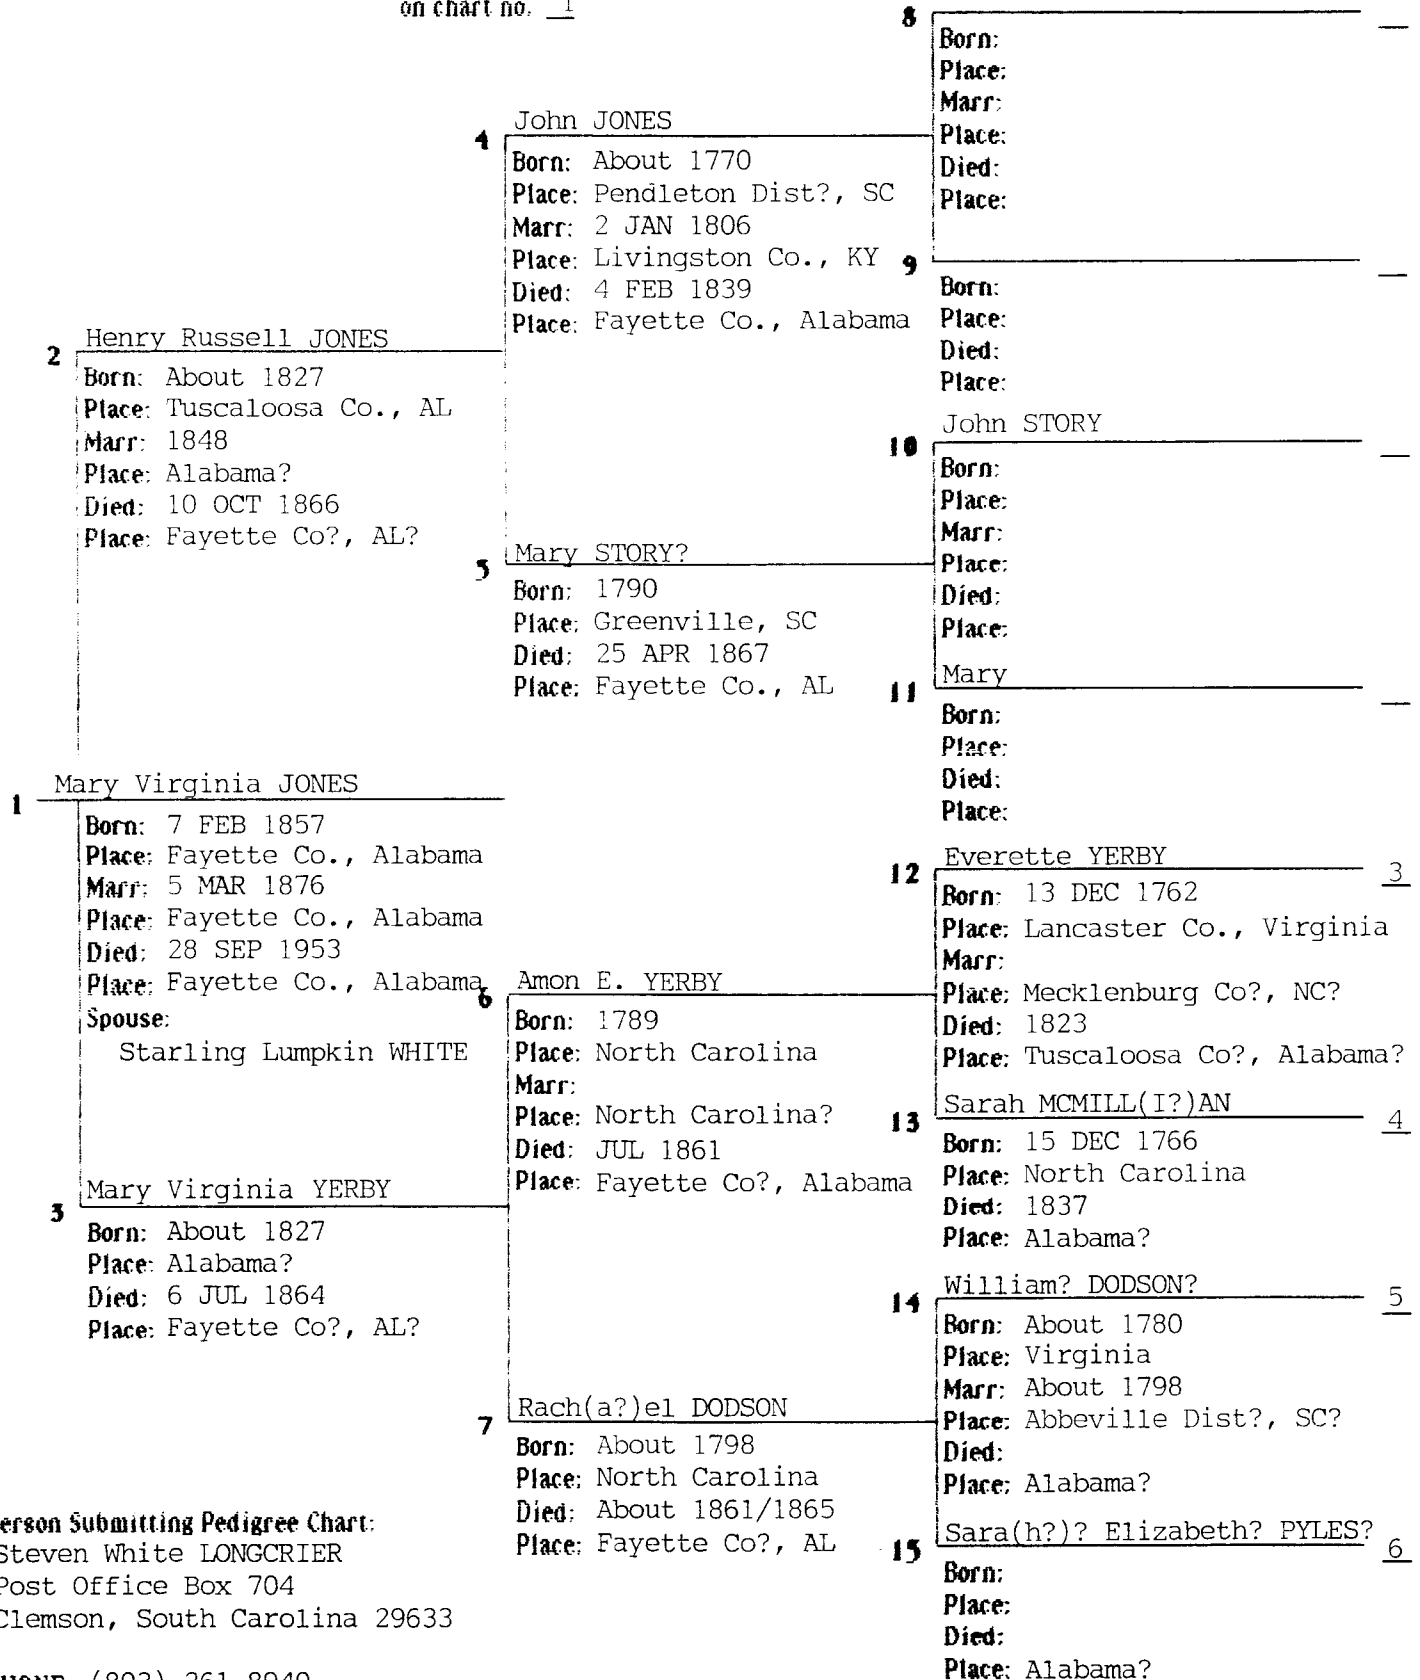 on chart no. 1
8
Born:
Place:
Marr:
Place:
Died:
Place:
John JONES
4
Born: About 1770
Place: Pendleton Dist?, SC
Marr: 2 JAN 1806
Place: Livingston Co., KY
Died: 4 FEB 1839
Place: Fayette Co., Alabama
9
Born:
Place:
Died:
Place:
Henry Russell JONES
2
Born: About 1827
Place: Tuscaloosa Co., AL
Marr: 1848
Place: Alabama?
Died: 10 OCT 1866
Place: Fayette Co?, AL?
John STORY
10
Born:
Place:
Marr:
Place:
Died:
Place:
Mary STORY?
5
Born: 1790
Place: Greenville, SC
Died: 25 APR 1867
Place: Fayette Co., AL
Mary
11
Born:
Place:
Died:
Place:
Mary Virginia JONES
1
Born: 7 FEB 1857
Place: Fayette Co., Alabama
Marr: 5 MAR 1876
Place: Fayette Co., Alabama
Died: 28 SEP 1953
Place: Fayette Co., Alabama
Spouse:
Starling Lumpkin WHITE
Everette YERBY
12 3
Born: 13 DEC 1762
Place: Lancaster Co., Virginia
Marr:
Place: Mecklenburg Co?, NC?
Died: 1823
Place: Tuscaloosa Co?, Alabama?
Amon E. YERBY
6
Born: 1789
Place: North Carolina
Marr:
Place: North Carolina?
Died: JUL 1861
Place: Fayette Co?, Alabama
Sarah MCMILL(I?)AN
13 4
Born: 15 DEC 1766
Place: North Carolina
Died: 1837
Place: Alabama?
Mary Virginia YERBY
3
Born: About 1827
Place: Alabama?
Died: 6 JUL 1864
Place: Fayette Co?, AL?
William? DODSON?
14 5
Born: About 1780
Place: Virginia
Marr: About 1798
Place: Abbeville Dist?, SC?
Died:
Place: Alabama?
Rach(a?)el DODSON
7
Born: About 1798
Place: North Carolina
Died: About 1861/1865
Place: Fayette Co?, AL
Sara(h?)? Elizabeth? PYLES?
15 6
Born:
Place:
Died:
Place: Alabama?
erson Submitting Pedigree Chart:
Steven White LONGCRIER
Post Office Box 704
Clemson, South Carolina 29633